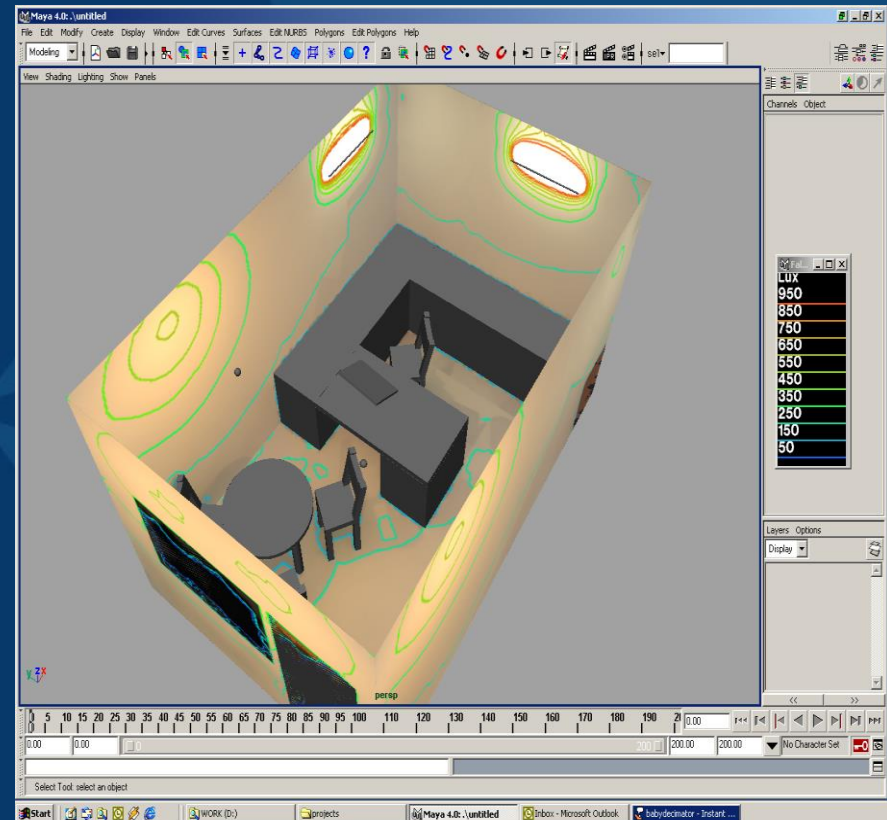 Maya 4.0: .\untitled
File Edit Modify Create Display Window Edit Curves Surfaces Edit NURBS Polygons Edit Polygons Help
Modeling
sel
View Shading Lighting Show Panels
Channels Object
Fal...
LUX
950
850
750
650
550
450
350
250
150
50
Layers Options
Display
y z x
persp
0 5 10 15 20 25 30 35 40 45 50 55 60 65 70 75 80 85 90 95 100 110 120 130 140 150 160 170 180 190 0.00
0.00 0.00 200 200.00 200.00 No Character Set
Select Tool: select an object
Start WORK (D:) projects Maya 4.0: .\untitled Inbox - Microsoft Outlook babydecimator - Instant ...